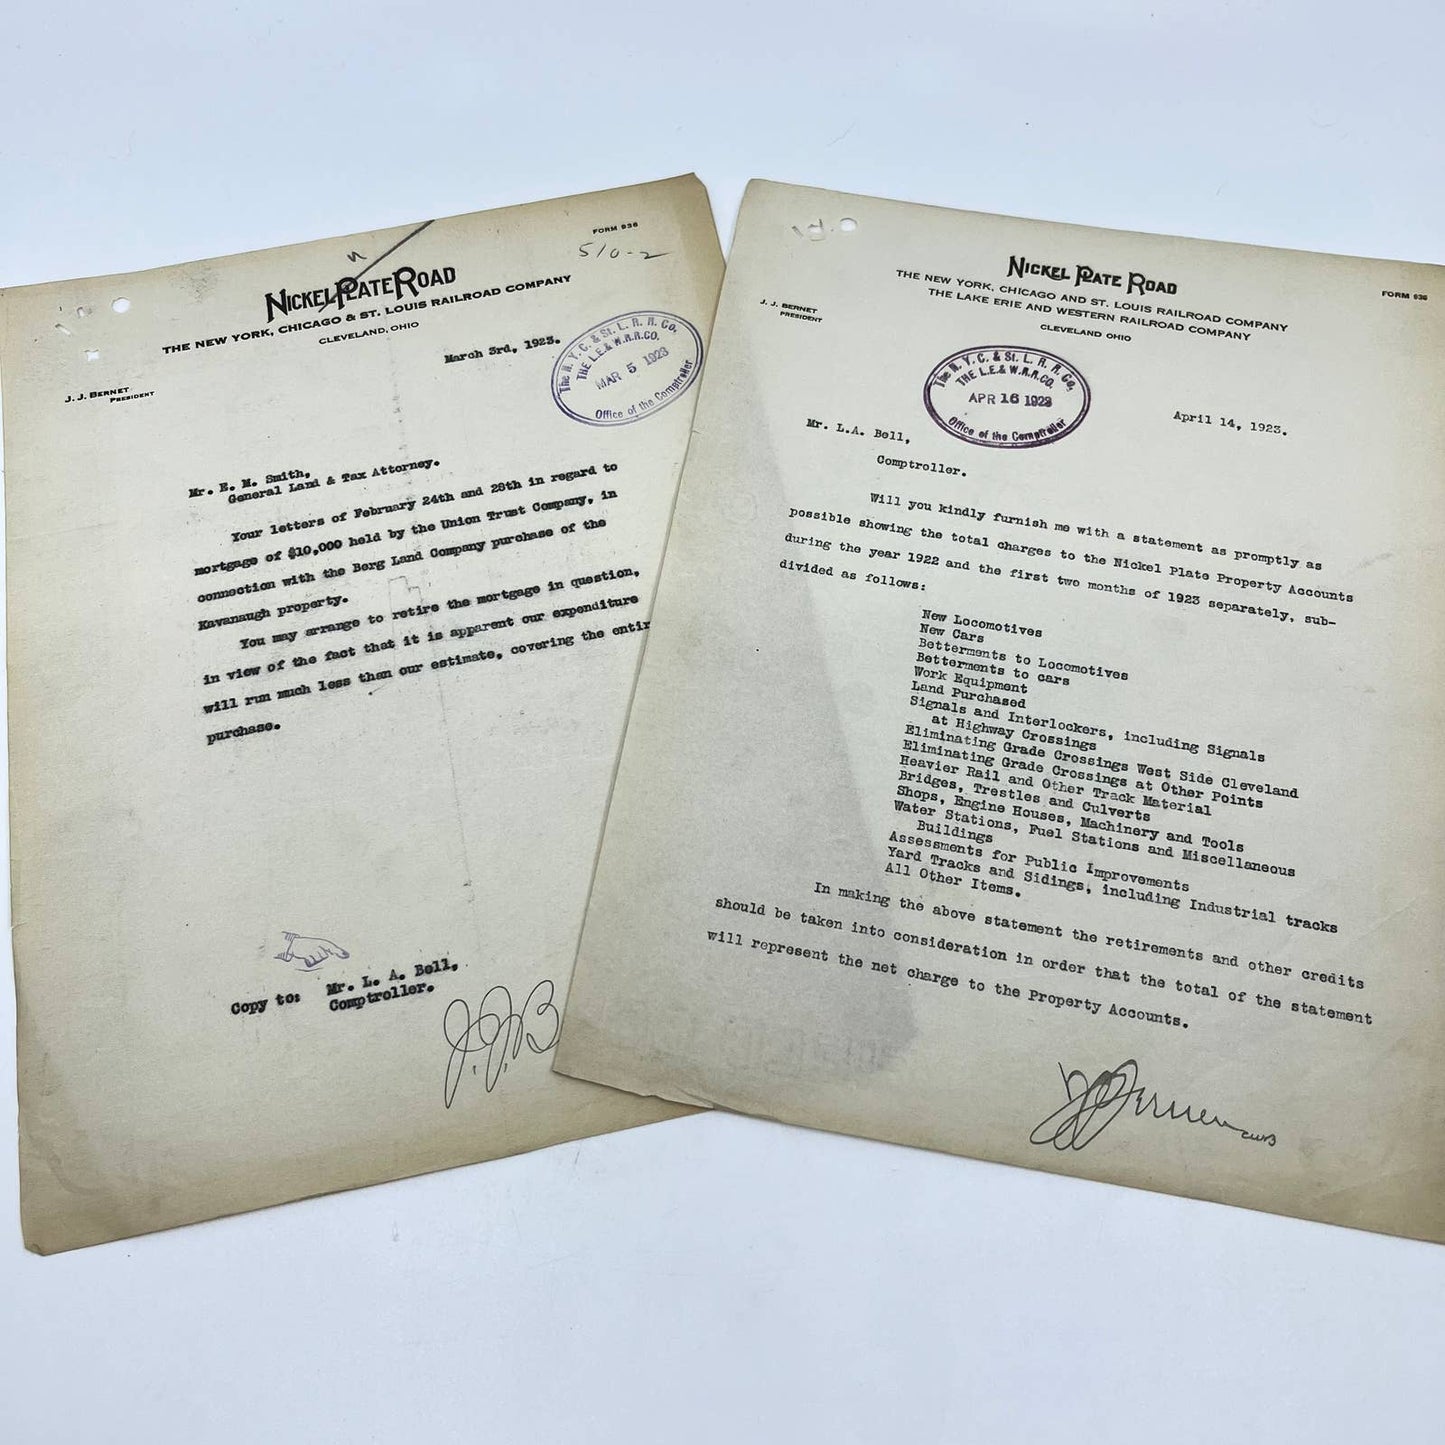 FORM 936
510-2
NICKEL PLATE ROAD
THE NEW YORK, CHICAGO & ST. LOUIS RAILROAD COMPANY
CLEVELAND, OHIO
J. J. BERNET
PRESIDENT
March 3rd, 1923.
The N. Y. C. & St. L. R. R. Co.
THE L.E.& W.R.R.CO.
MAR 5 1923
Office of the Comptroller
Mr. E. M. Smith,
General Land & Tax Attorney.
Your letters of February 24th and 28th in regard to
mortgage of $10,000 held by the Union Trust Company, in
connection with the Berg Land Company purchase of the
Kavanaugh property.
You may arrange to retire the mortgage in question,
in view of the fact that it is apparent our expenditure
will run much less than our estimate, covering the entir
purchase.
Copy to: Mr. L. A. Bell,
Comptroller.
J. J. B
NICKEL PLATE ROAD
THE NEW YORK, CHICAGO AND ST. LOUIS RAILROAD COMPANY
THE LAKE ERIE AND WESTERN RAILROAD COMPANY
CLEVELAND OHIO
FORM 936
J. J. BERNET
PRESIDENT
The N. Y. C. & St. L. R. R. Co.
THE L.E.& W.R.R.CO.
APR 16 1923
Office of the Comptroller
April 14, 1923.
Mr. L.A. Bell,
Comptroller.
Will you kindly furnish me with a statement as promptly as
possible showing the total charges to the Nickel Plate Property Accounts
during the year 1922 and the first two months of 1923 separately, sub-
divided as follows:
New Locomotives
New Cars
Betterments to Locomotives
Betterments to cars
Work Equipment
Land Purchased
Signals and Interlockers, including Signals
at Highway Crossings
Eliminating Grade Crossings West Side Cleveland
Eliminating Grade Crossings at Other Points
Heavier Rail and Other Track Material
Bridges, Trestles and Culverts
Shops, Engine Houses, Machinery and Tools
Water Stations, Fuel Stations and Miscellaneous
Buildings
Assessments for Public Improvements
Yard Tracks and Sidings, including Industrial tracks
All Other Items.
In making the above statement the retirements and other credits
should be taken into consideration in order that the total of the statement
will represent the net charge to the Property Accounts.